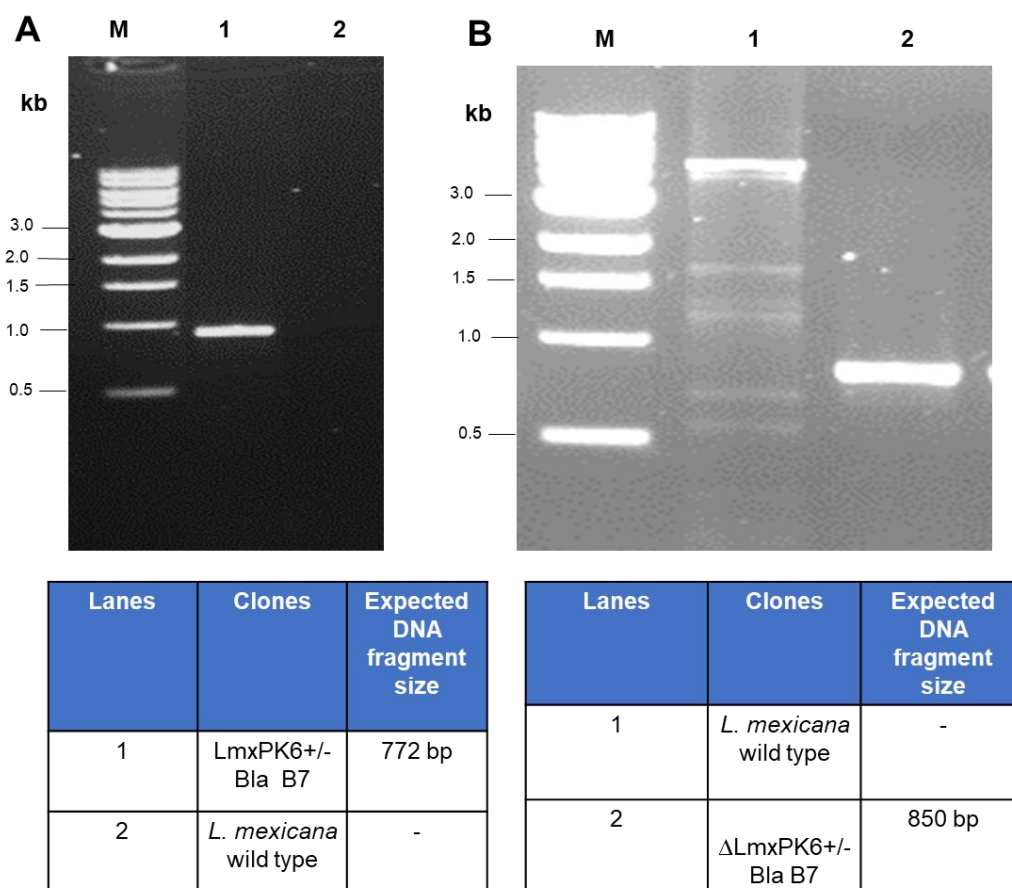 A
M 1 2
kb
3.0
2.0
1.5
1.0
0.5
B
M 1 2
kb
3.0
2.0
1.5
1.0
0.5
Lanes Clones Expected
DNA
fragment
size
1 LmxPK6+/- 772 bp
Bla B7
2 L. mexicana -
wild type
Lanes Clones Expected
DNA
fragment
size
1 L. mexicana -
wild type
2 850 bp
ΔLmxPK6+/-
Bla B7